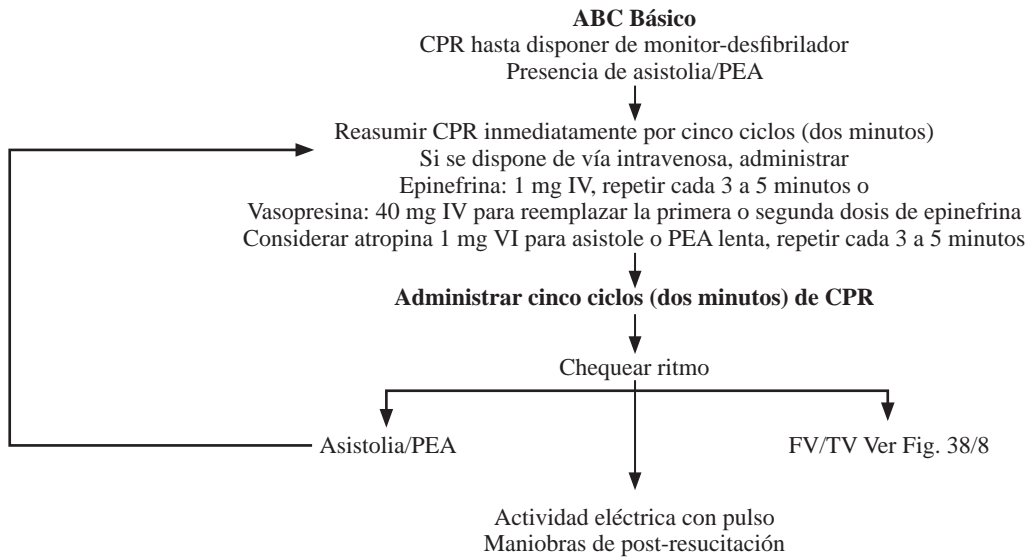 ABC Básico
CPR hasta disponer de monitor-desfibrilador
Presencia de asistolia/PEA
Reasumir CPR inmediatamente por cinco ciclos (dos minutos)
Si se dispone de vía intravenosa, administrar
Epinefrina: 1 mg IV, repetir cada 3 a 5 minutos o
Vasopresina: 40 mg IV para reemplazar la primera o segunda dosis de epinefrina
Considerar atropina 1 mg VI para asistole o PEA lenta, repetir cada 3 a 5 minutos
Administrar cinco ciclos (dos minutos) de CPR
Chequear ritmo
Asistolia/PEA
FV/TV Ver Fig. 38/8
Actividad eléctrica con pulso
Maniobras de post-resucitación